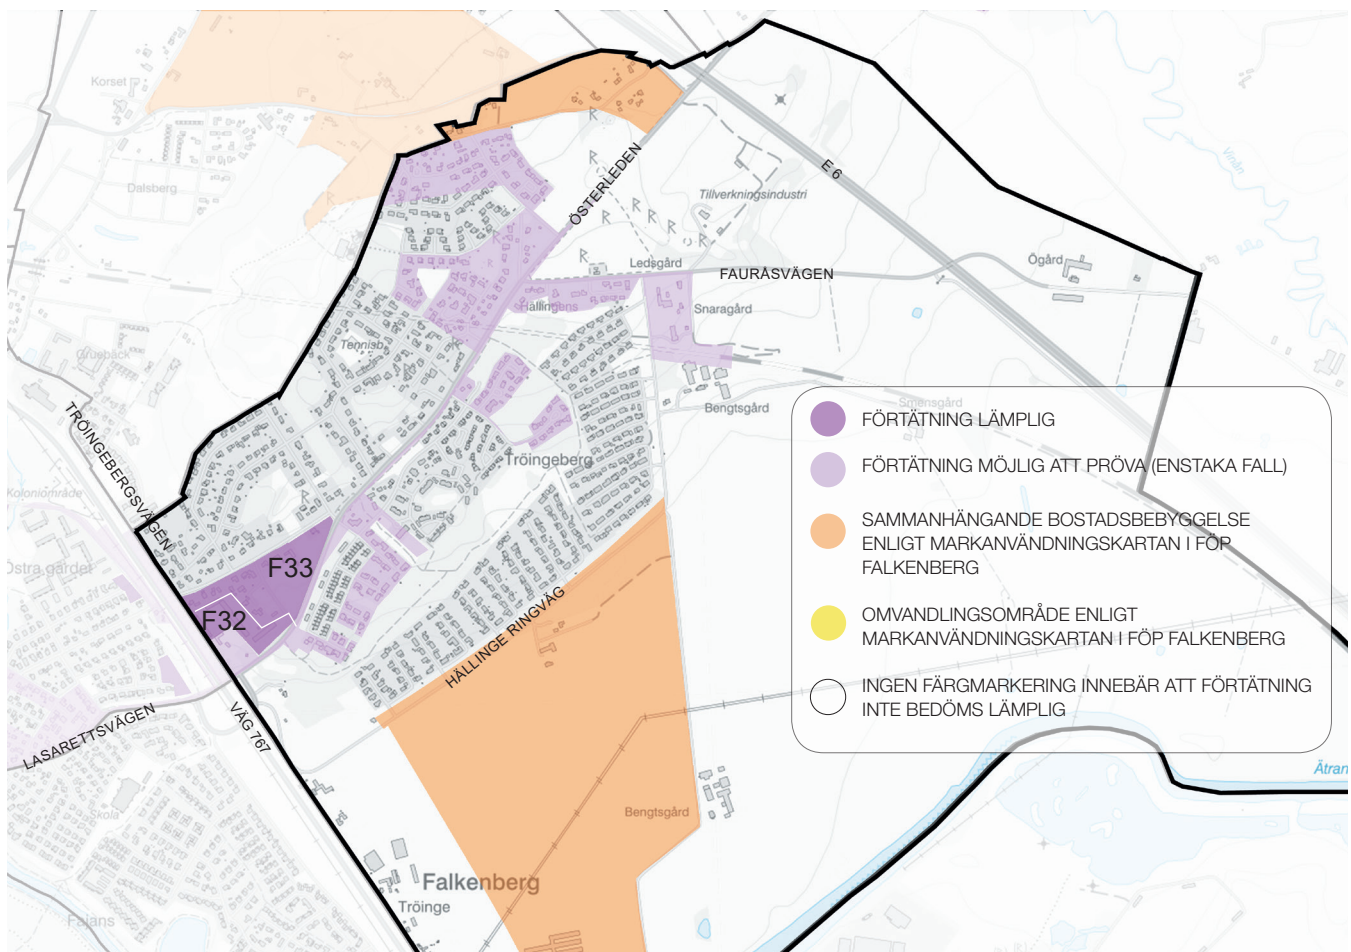 Korset
Vinån
Dalsberg
E 6
ÖSTERLEDEN
Tillverkningsindustri
Ledsgård
FAURÅSVÄGEN
Ögård
Hällingens
Snaragård
Tennisb
Gruebäck
Bengtsgård
Smensgård
TRÖINGEBERGSVÄGEN
Tröingeberg
Koloniområde
Östra gärdet
F33
F32
HÄLLINGE RINGVÄG
LASARETTSVÄGEN
VÄG 767
Skola
Bengtsgård
Falkenberg
Tröinge
Fajans
Ätran
FÖRTÄTNING LÄMPLIG
FÖRTÄTNING MÖJLIG ATT PRÖVA (ENSTAKA FALL)
SAMMANHÄNGANDE BOSTADSBEBYGGELSE
ENLIGT MARKANVÄNDNINGSKARTAN I FÖP
FALKENBERG
OMVANDLINGSOMRÅDE ENLIGT
MARKANVÄNDNINGSKARTAN I FÖP FALKENBERG
INGEN FÄRGMARKERING INNEBÄR ATT FÖRTÄTNING
INTE BEDÖMS LÄMPLIG